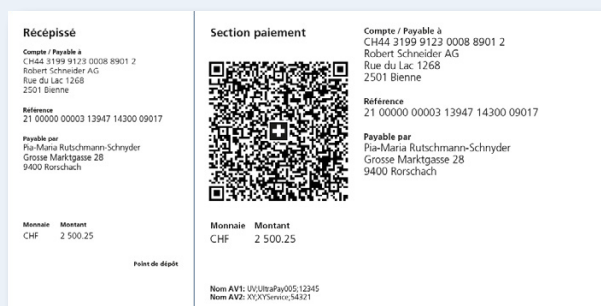 Récépissé
Compte / Payable à
CH44 3199 9123 0008 8901 2
Robert Schneider AG
Rue du Lac 1268
2501 Bienne
Référence
21 00000 00003 13947 14300 09017
Payable par
Pia-Maria Rutschmann-Schnyder
Grosse Marktgasse 28
9400 Rorschach
Monnaie Montant
CHF 2 500.25
Point de dépôt
Section paiement
Monnaie Montant
CHF 2 500.25
Nom AV1: UV;UltraPay005;12345
Nom AV2: XY;XYService;54321
Compte / Payable à
CH44 3199 9123 0008 8901 2
Robert Schneider AG
Rue du Lac 1268
2501 Bienne
Référence
21 00000 00003 13947 14300 09017
Payable par
Pia-Maria Rutschmann-Schnyder
Grosse Marktgasse 28
9400 Rorschach